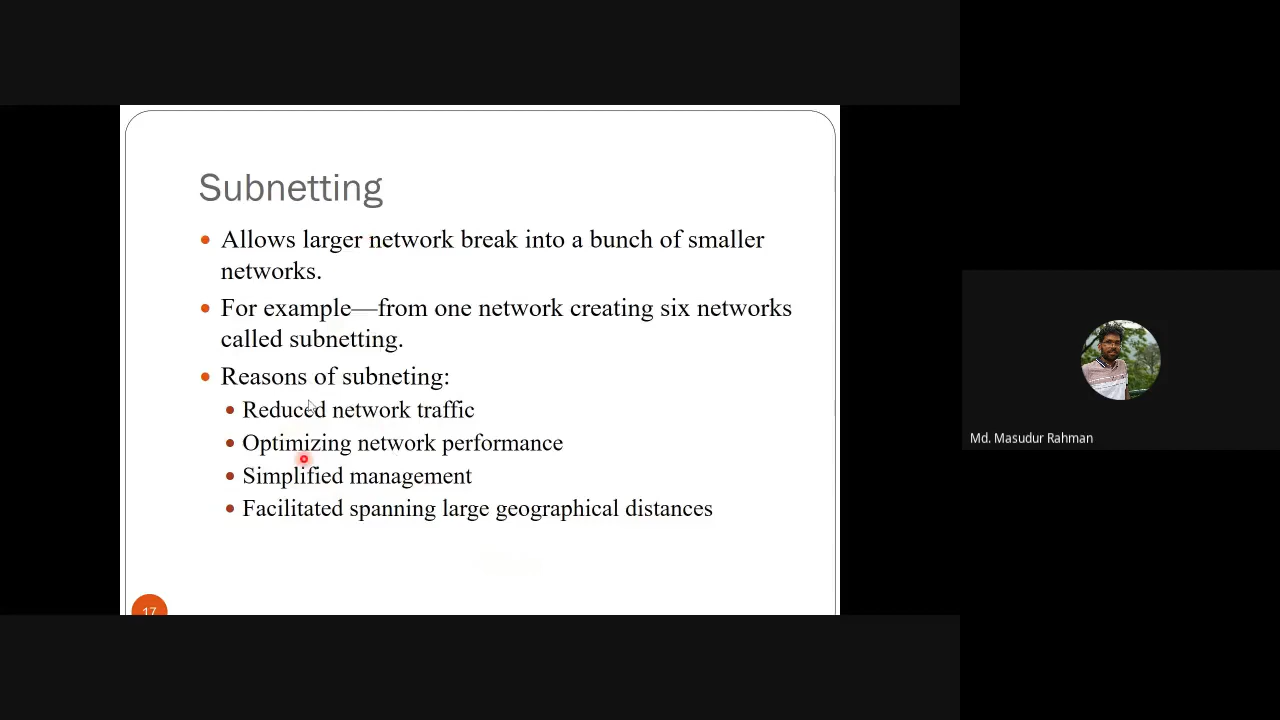 Subnetting
Allows larger network break into a bunch of smaller
networks.
For example—from one network creating six networks
called subnetting.
Reasons of subneting:
Reduced network traffic
Optimizing network performance
Simplified management
Facilitated spanning large geographical distances
17
Md. Masudur Rahman